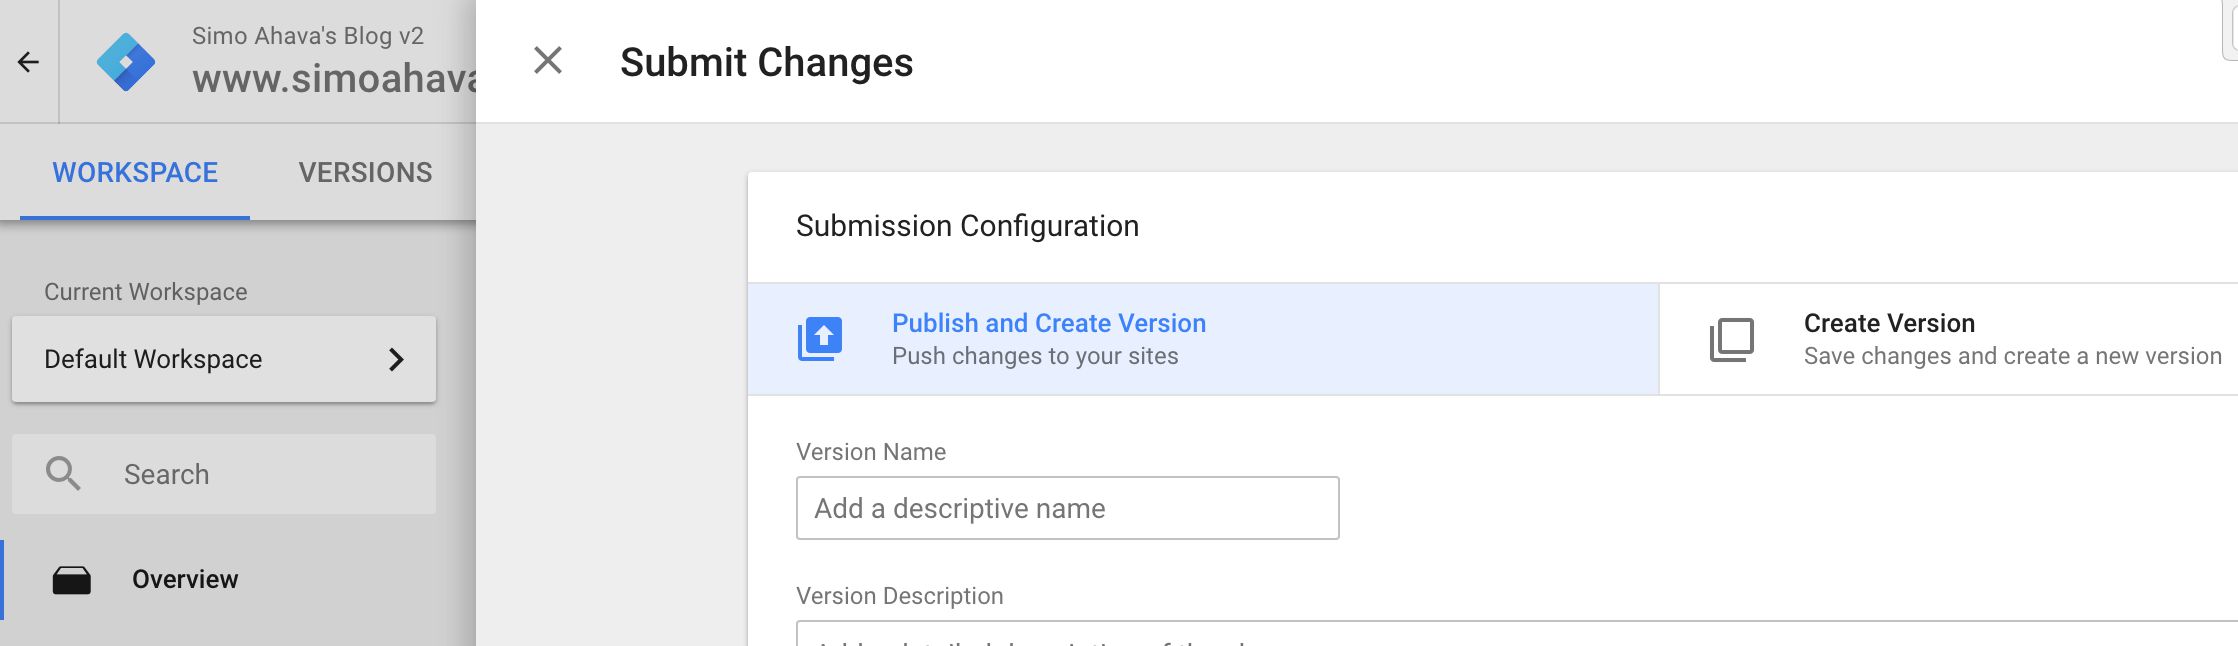 Simo Ahava's Blog v2
www.simoahava
Submit Changes
WORKSPACE
VERSIONS
Submission Configuration
Current Workspace
Default Workspace
Publish and Create Version
Push changes to your sites
Create Version
Save changes and create a new version
Search
Version Name
Add a descriptive name
Overview
Version Description